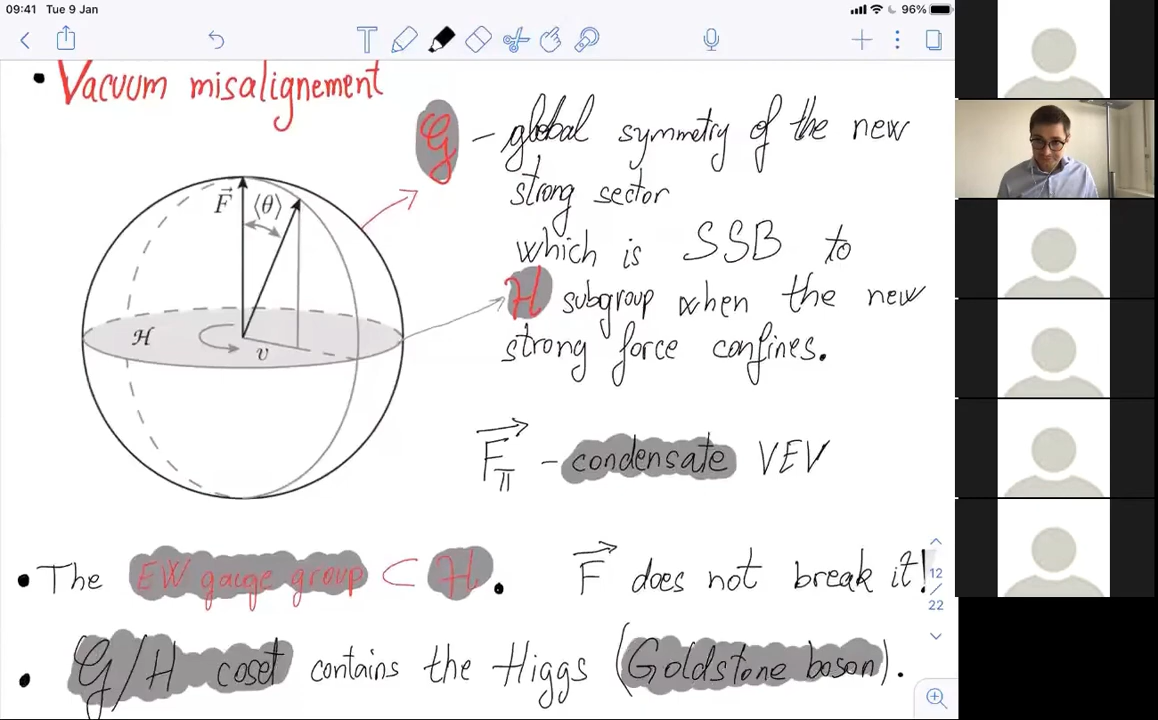 09:41 Tue 9 Jan
96%
• Vacuum misalignement
G – global symmetry of the new
strong sector
which is SSB to
H subgroup when the new
strong force confines.
F ⟨θ⟩
H
v
F_π – condensate VEV
• The EW gauge group ⊂ H. F does not break it!
12
/
22
• G/H coset contains the Higgs (Goldstone boson).